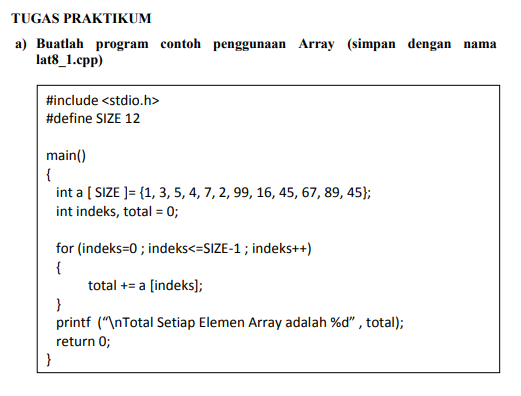 TUGAS PRAKTIKUM
a) Buatlah program contoh penggunaan Array (simpan dengan nama
lat8_1.cpp)
#include <stdio.h>
#define SIZE 12
main()
{
int a [ SIZE ]= {1, 3, 5, 4, 7, 2, 99, 16, 45, 67, 89, 45};
int indeks, total = 0;
for (indeks=0 ; indeks<=SIZE-1 ; indeks++)
{
total += a [indeks];
}
printf (“\nTotal Setiap Elemen Array adalah %d” , total);
return 0;
}